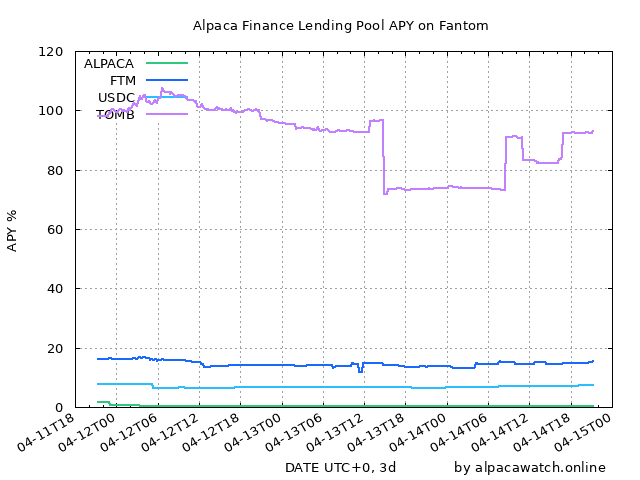 Alpaca Finance Lending Pool APY on Fantom
120
100
80
60
40
20
0
APY %
ALPACA
FTM
USDC
TOMB
04-11T18
04-12T00
04-12T06
04-12T12
04-12T18
04-13T00
04-13T06
04-13T12
04-13T18
04-14T00
04-14T06
04-14T12
04-14T18
04-15T00
DATE UTC+0, 3d
by alpacawatch.online